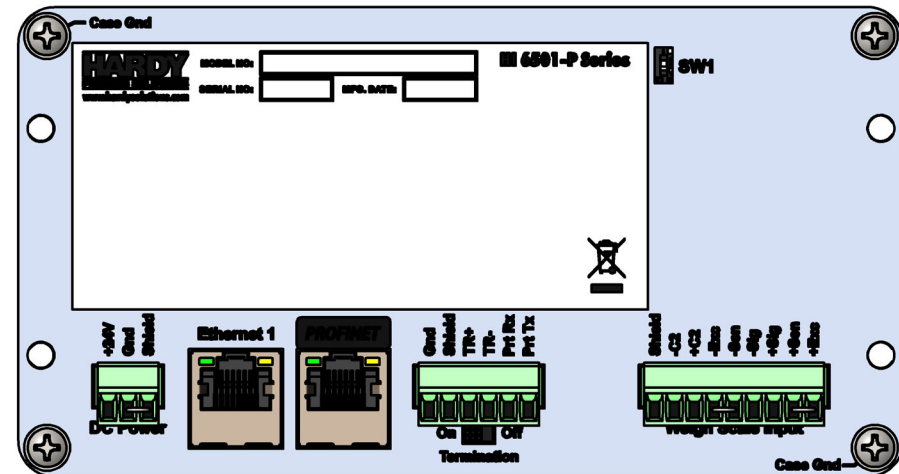 Case Gnd
HARDY
MODEL NO:
HI 6501-P Series
SERIAL NO:
MFG. DATE:
SW1
+24V
Gnd
Shield
DC Power
Ethernet 1
PROFINET
Gnd
Shield
TR+
TR-
Prt Rx
Prt Tx
On
Off
Termination
Shield
-C2
+C2
-Exc
-Sen
-Sig
+Sig
+Sen
+Exc
Weigh Scale Input
Case Gnd